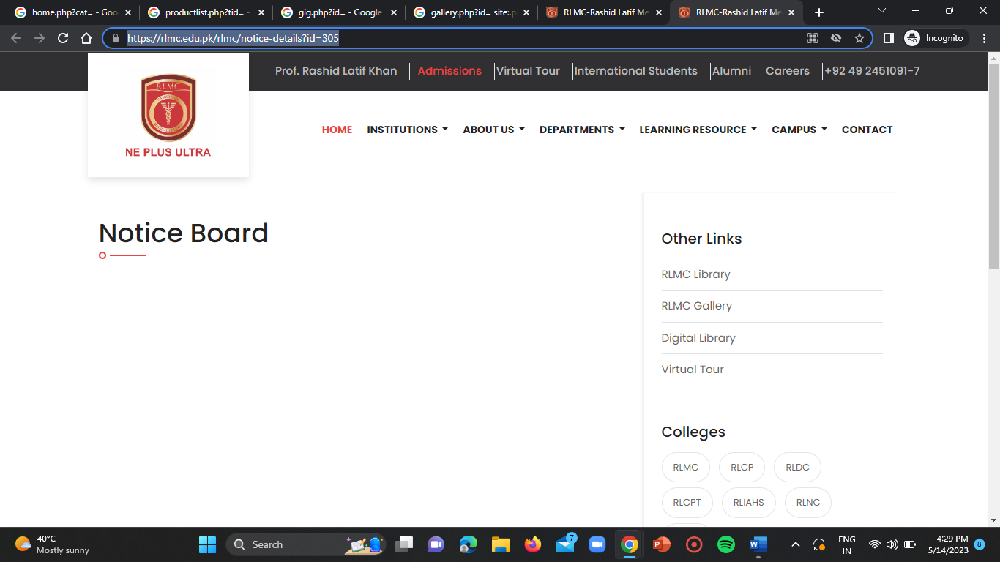 home.php?cat= - Goo
productlist.php?tid= -
gig.php?id= - Google
gallery.php?id= site:.p
RLMC-Rashid Latif Me
RLMC-Rashid Latif Me
https://rlmc.edu.pk/rlmc/notice-details?id=305
Incognito
Prof. Rashid Latif Khan
Admissions
Virtual Tour
International Students
Alumni
Careers
+92 49 2451091-7
RLMC
NE PLUS ULTRA
HOME
INSTITUTIONS
ABOUT US
DEPARTMENTS
LEARNING RESOURCE
CAMPUS
CONTACT
Notice Board
Other Links
RLMC Library
RLMC Gallery
Digital Library
Virtual Tour
Colleges
RLMC
RLCP
RLDC
RLCPT
RLIAHS
RLNC
40°C
Mostly sunny
Search
7
ENG
IN
4:29 PM
5/14/2023
8